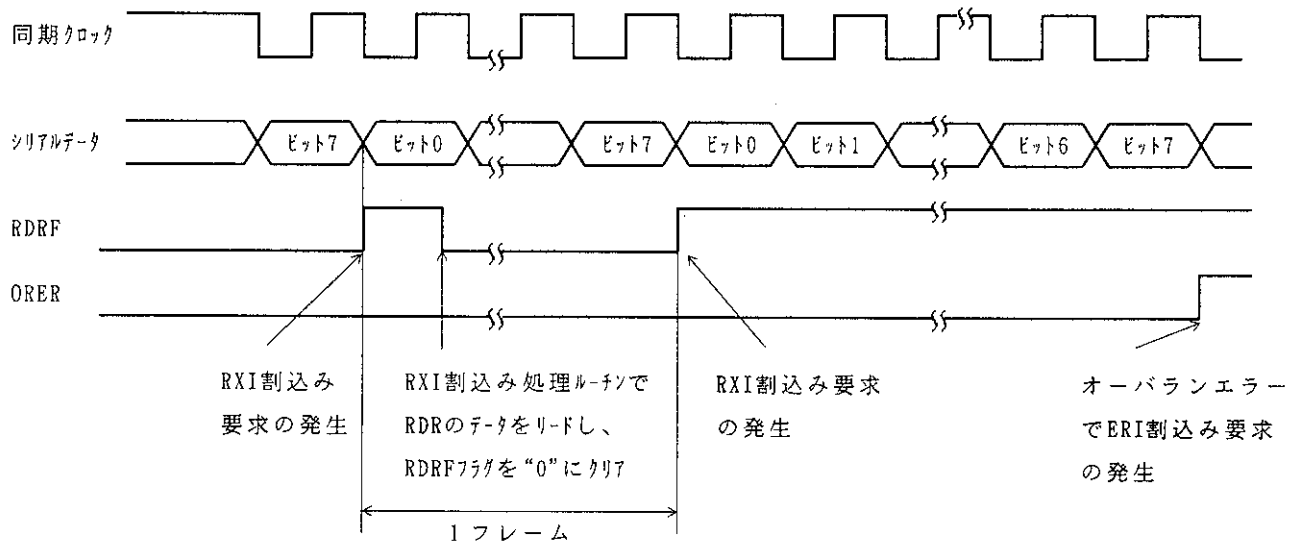 同期クロック
シリアルデータ
ビット7 ビット0 ビット7 ビット0 ビット1 ビット6 ビット7
RDRF
ORER
RXI割込み
要求の発生
RXI割込み処理ルーチンで
RDRのデータをリードし、
RDRFフラグを“0”にクリア
RXI割込み要求
の発生
オーバランエラー
でERI割込み要求
の発生
1フレーム